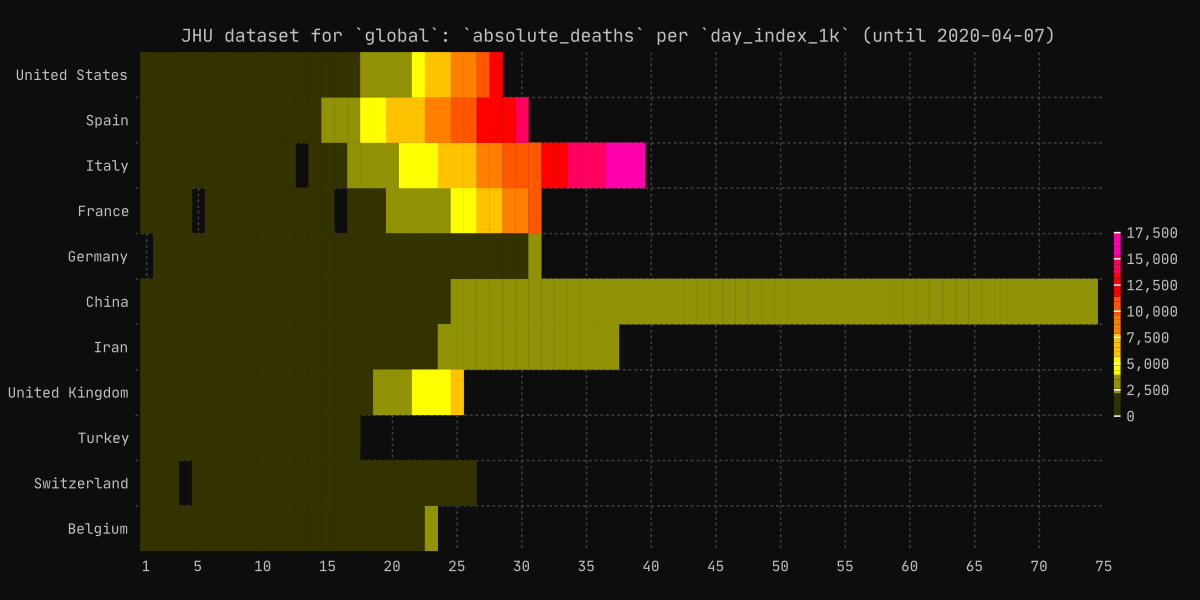 JHU dataset for `global`: `absolute_deaths` per `day_index_1k` (until 2020-04-07)
United States
Spain
Italy
France
Germany
China
Iran
United Kingdom
Turkey
Switzerland
Belgium
17,500
15,000
12,500
10,000
7,500
5,000
2,500
0
1 5 10 15 20 25 30 35 40 45 50 55 60 65 70 75